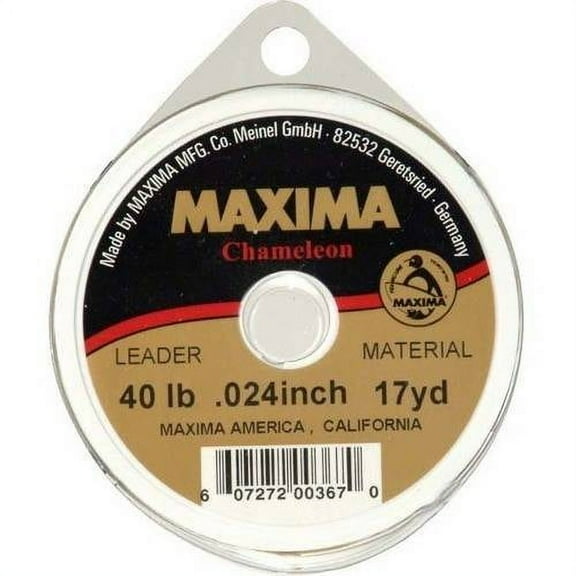 Made by MAXIMA MFG. Co. Meinel GmbH · 82532 Geretsried · Germany
MAXIMA
Chameleon
MAXIMA
LEADER MATERIAL
40 lb .024inch 17yd
MAXIMA AMERICA, CALIFORNIA
6 07272 00367 0